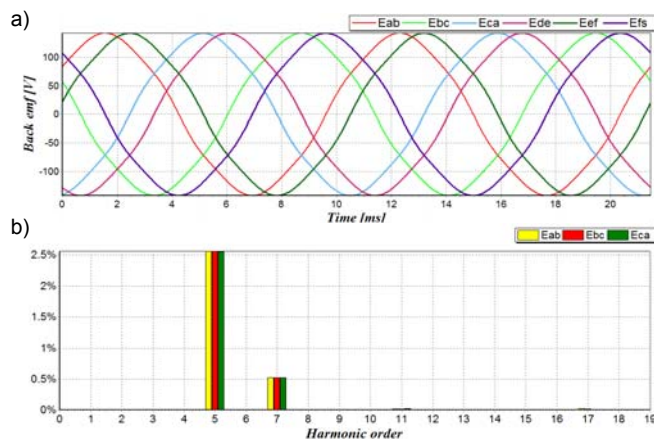 a)
Eab Ebc Eca Ede Eef Efs
Back emf [V]
100
50
0
-50
-100
0 2 4 6 8 10 12 14 16 18 20
Time [ms]
b)
Eab Ebc Eca
2.5%
2%
1.5%
1%
0.5%
0%
0 1 2 3 4 5 6 7 8 9 10 11 12 13 14 15 16 17 18 19
Harmonic order